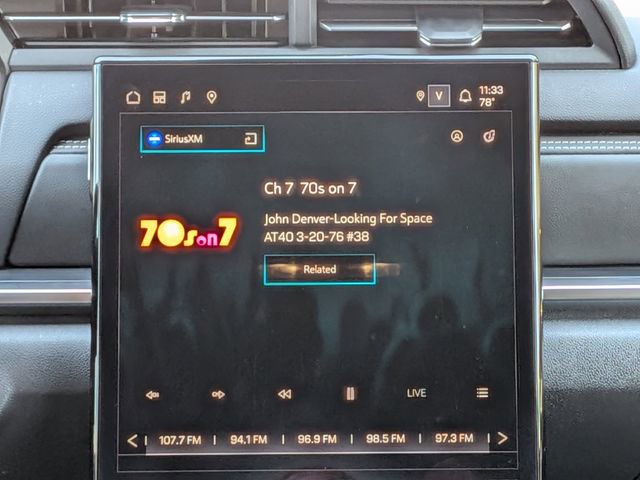 V
11:33
78°
SiriusXM
Ch 7 70s on 7
70s on 7
John Denver-Looking For Space
AT40 3-20-76 #38
Related
LIVE
107.7 FM | 94.1 FM | 96.9 FM | 98.5 FM | 97.3 FM